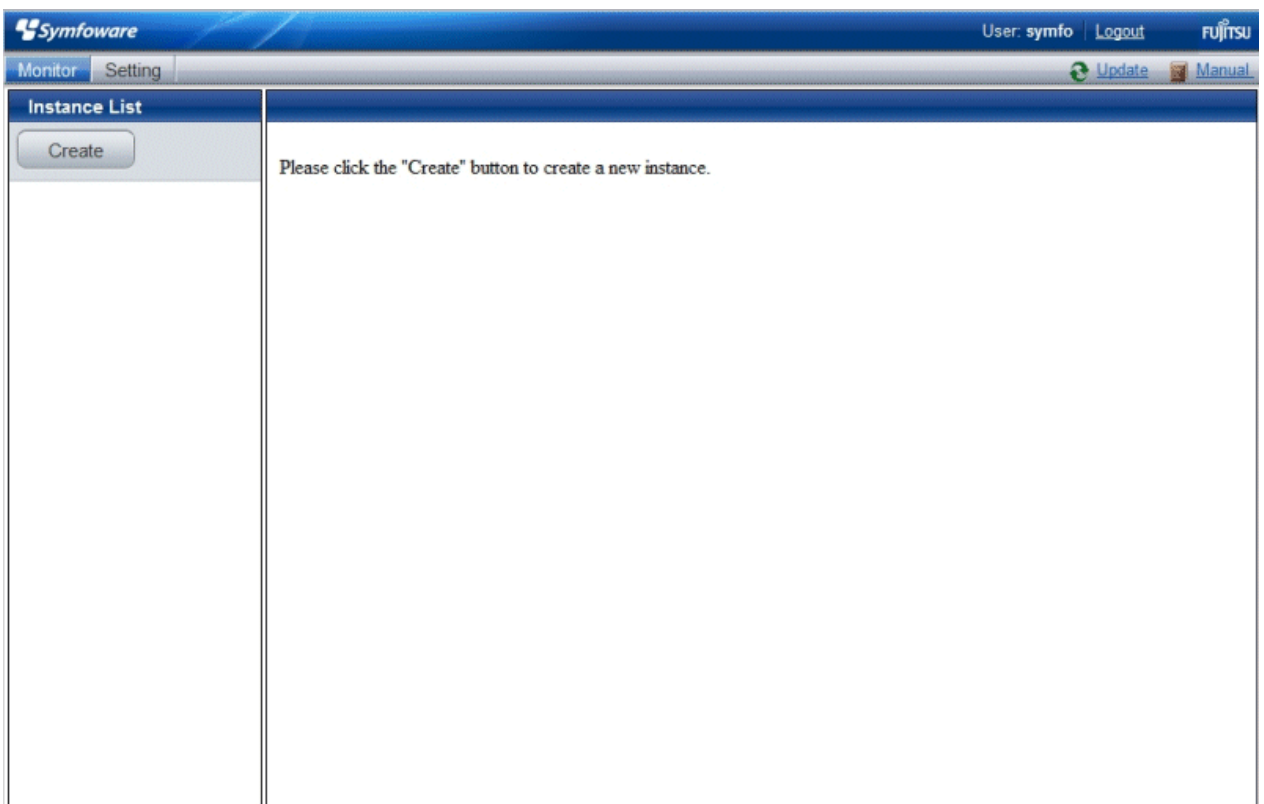 Symfoware
User: symfo Logout FUJITSU
Monitor Setting Update Manual
Instance List
Create
Please click the "Create" button to create a new instance.